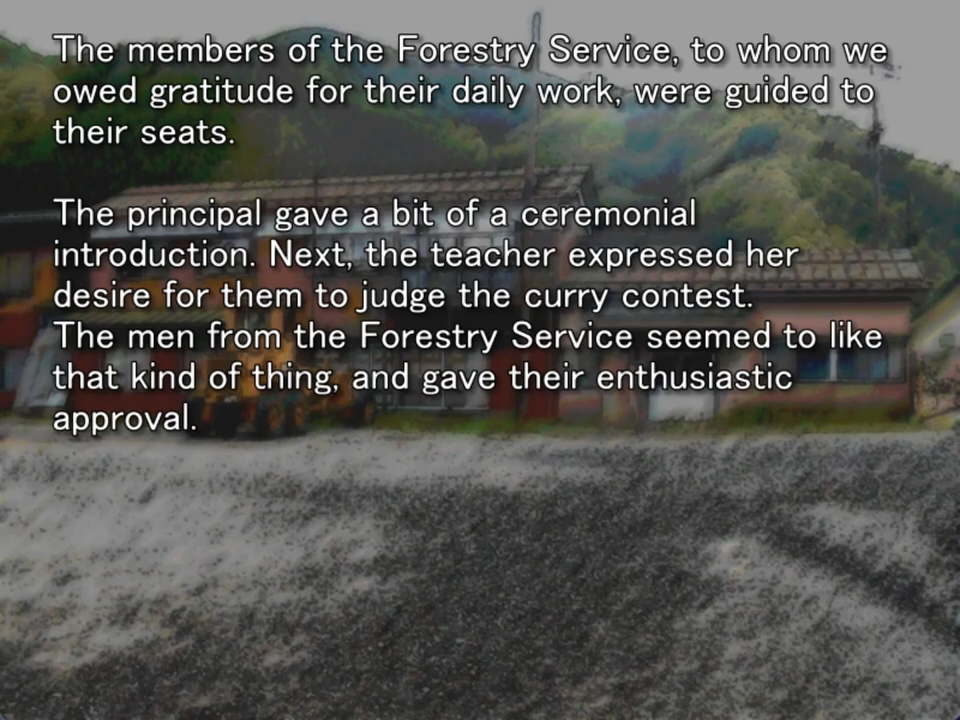 The members of the Forestry Service, to whom we
owed gratitude for their daily work, were guided to
their seats.
The principal gave a bit of a ceremonial
introduction. Next, the teacher expressed her
desire for them to judge the curry contest.
The men from the Forestry Service seemed to like
that kind of thing, and gave their enthusiastic
approval.